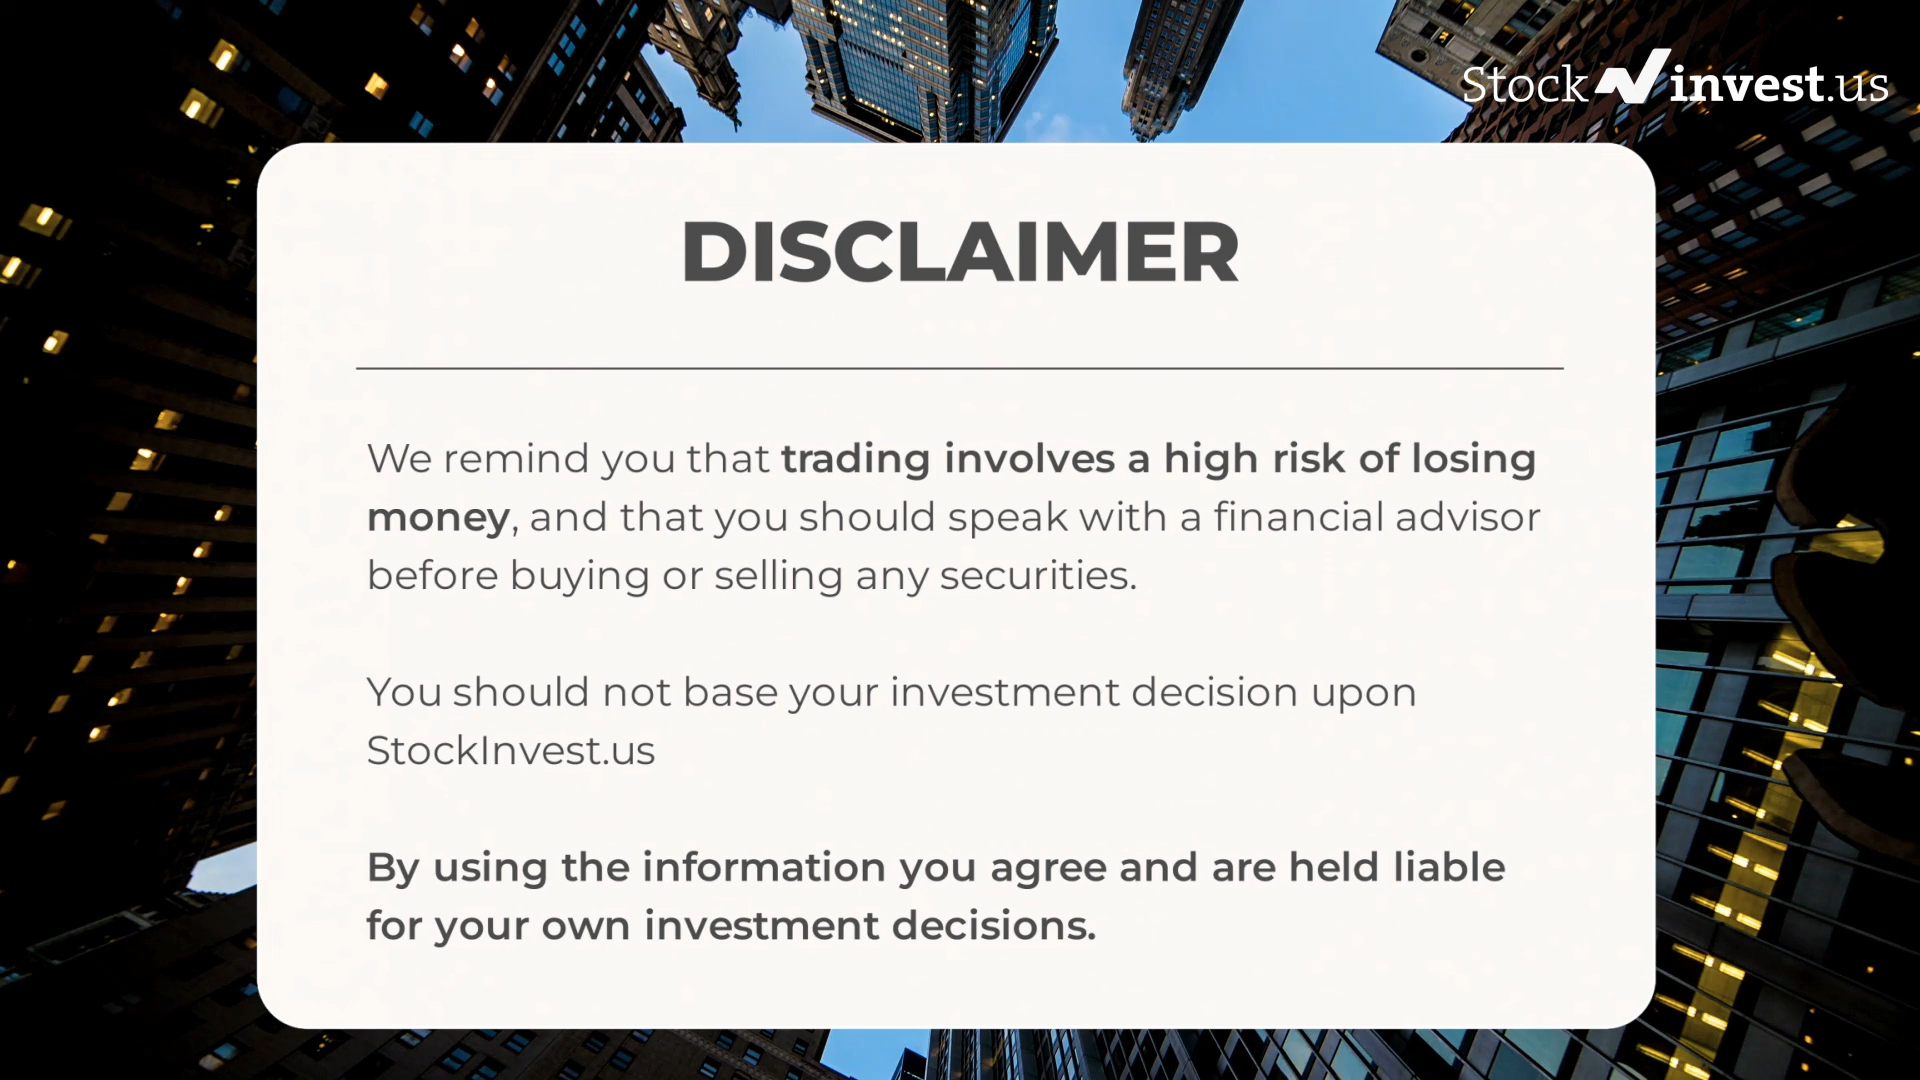 Stock invest.us
DISCLAIMER
We remind you that trading involves a high risk of losing
money, and that you should speak with a financial advisor
before buying or selling any securities.
You should not base your investment decision upon
StockInvest.us
By using the information you agree and are held liable
for your own investment decisions.